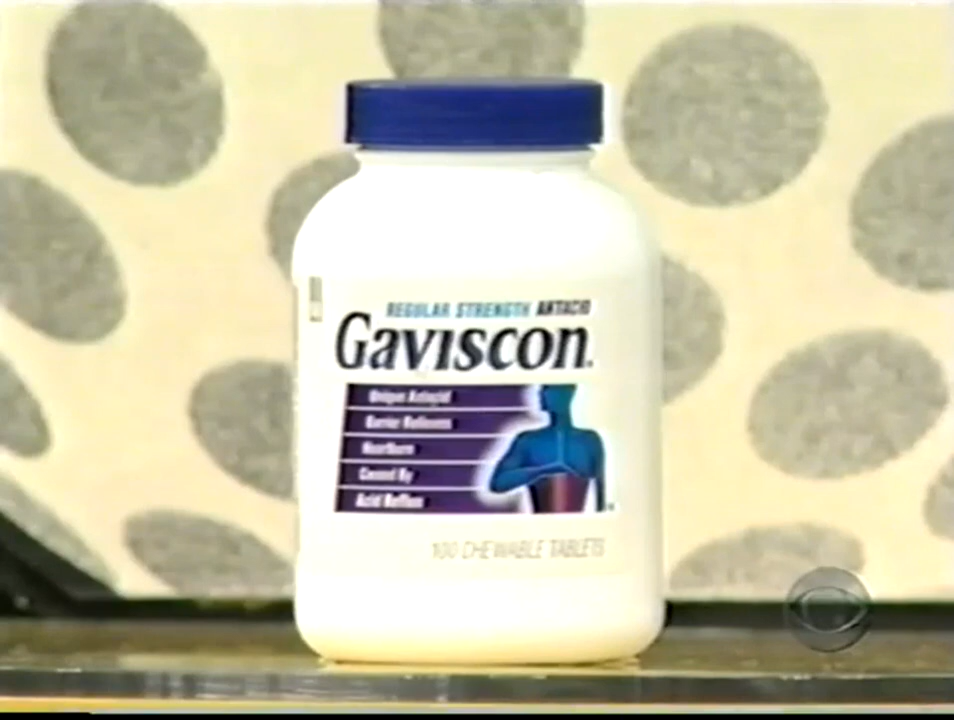 REGULAR STRENGTH ANTACID
Gaviscon.
Unique Antacid
Barrier Relieves
Heartburn
Caused By
Acid Reflux
100 CHEWABLE TABLETS